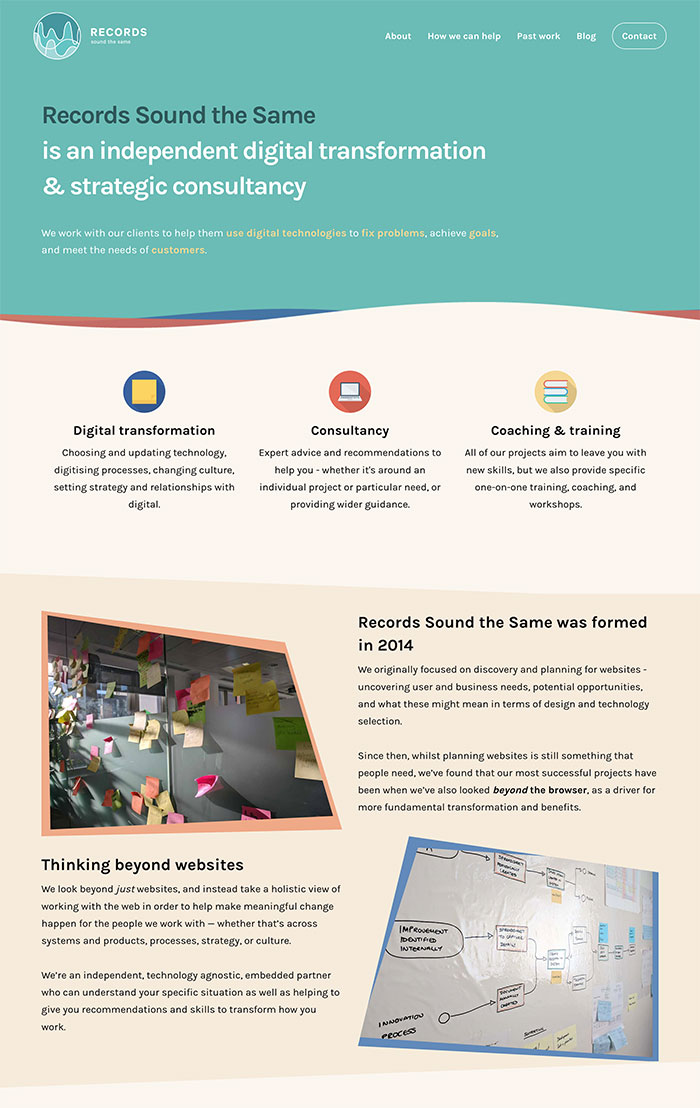 RECORDS
sound the same
About How we can help Past work Blog Contact
Records Sound the Same
is an independent digital transformation
& strategic consultancy
We work with our clients to help them use digital technologies to fix problems, achieve goals,
and meet the needs of customers.
Digital transformation
Choosing and updating technology,
digitising processes, changing culture,
setting strategy and relationships with
digital.
Consultancy
Expert advice and recommendations to
help you - whether it's around an
individual project or particular need, or
providing wider guidance.
Coaching & training
All of our projects aim to leave you with
new skills, but we also provide specific
one-on-one training, coaching, and
workshops.
Records Sound the Same was formed
in 2014
We originally focused on discovery and planning for websites -
uncovering user and business needs, potential opportunities,
and what these might mean in terms of design and technology
selection.
Since then, whilst planning websites is still something that
people need, we've found that our most successful projects have
been when we've also looked beyond the browser, as a driver for
more fundamental transformation and benefits.
Thinking beyond websites
We look beyond just websites, and instead take a holistic view of
working with the web in order to help make meaningful change
happen for the people we work with — whether that's across
systems and products, processes, strategy, or culture.
We're an independent, technology agnostic, embedded partner
who can understand your specific situation as well as helping to
give you recommendations and skills to transform how you
work.
SPREADSHEET
PERIODICALLY
CREATED
IMPROVEMENT
IDENTIFIED
INTERNALLY
SPREADSHEET
DOCUMENT
MANUALLY
CREATED
INNOVATION
PROCESS